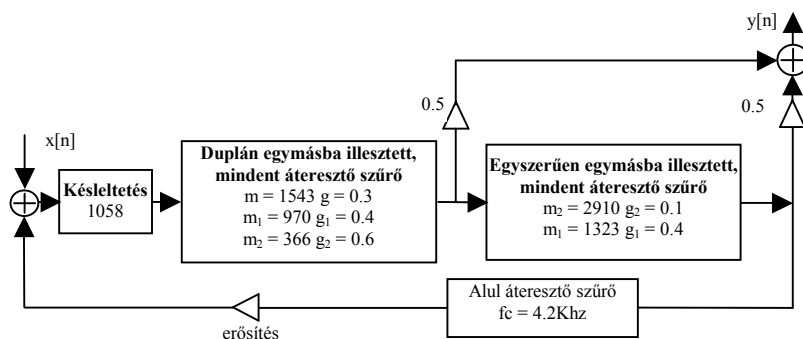 y[n]
0.5
0.5
x[n]
Késleltetés
1058
Duplán egymásba illesztett,
mindent áteresztő szűrő
m = 1543 g = 0.3
m₁ = 970 g₁ = 0.4
m₂ = 366 g₂ = 0.6
Egyszerűen egymásba illesztett,
mindent áteresztő szűrő
m₂ = 2910 g₂ = 0.1
m₁ = 1323 g₁ = 0.4
Alul áteresztő szűrő
fc = 4.2Khz
erősítés